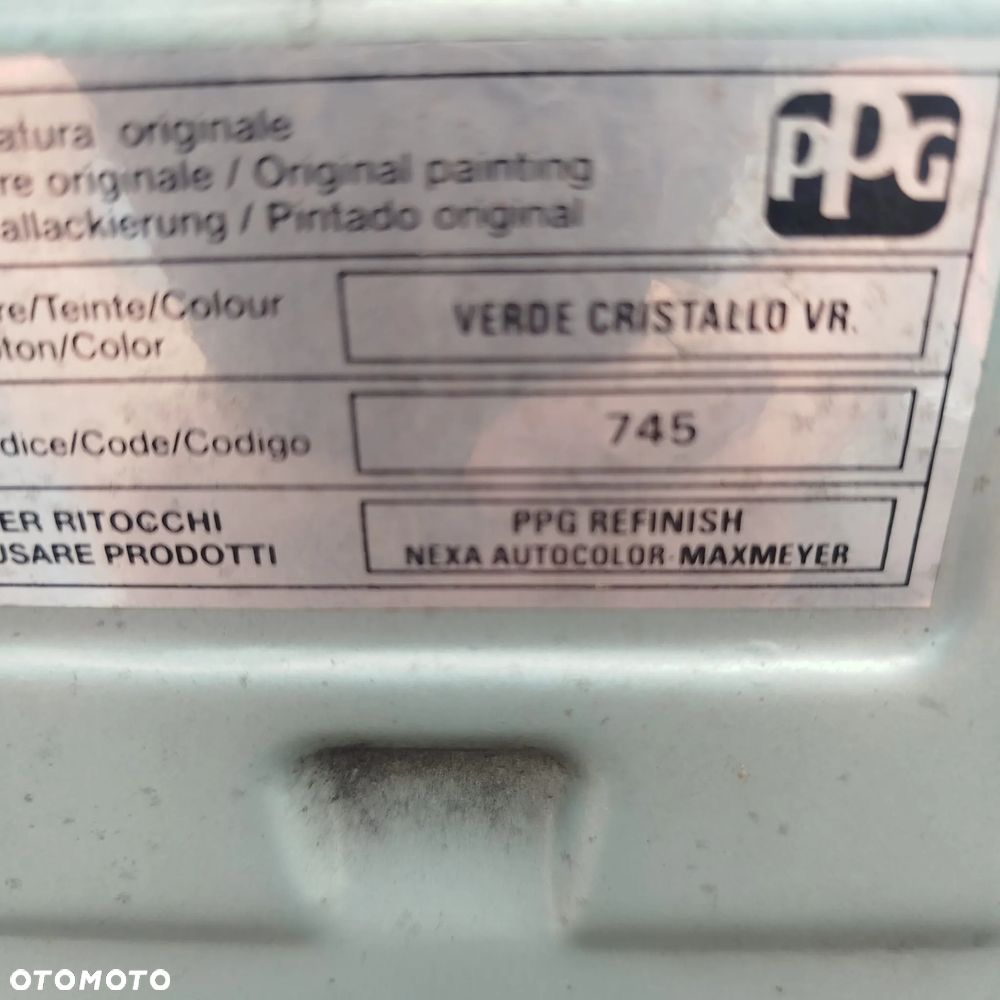 atura originale
re originale / Original painting
allackierung / Pintado original
PPG
re/Teinte/Colour
ton/Color
VERDE CRISTALLO VR.
dice/Code/Codigo
745
ER RITOCCHI
USARE PRODOTTI
PPG REFINISH
NEXA AUTOCOLOR-MAXMEYER
OTOMOTO